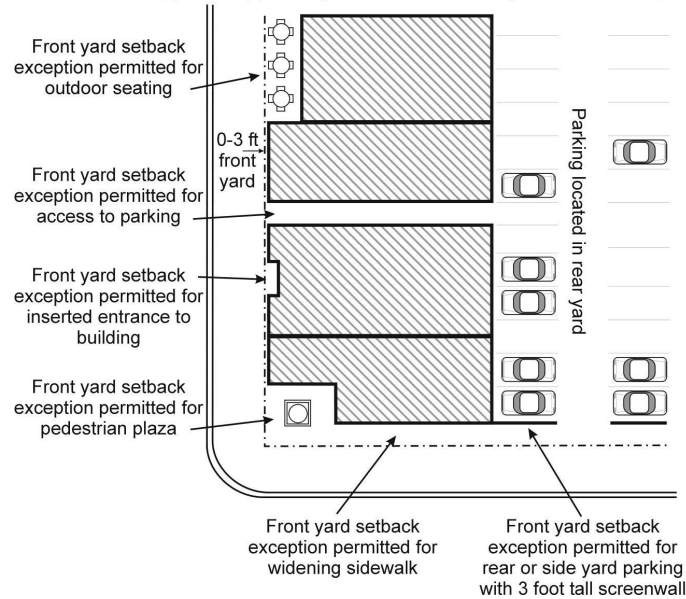 Front yard setback
exception permitted for
outdoor seating
0-3 ft
front
yard
Front yard setback
exception permitted for
access to parking
Front yard setback
exception permitted for
inserted entrance to
building
Front yard setback
exception permitted for
pedestrian plaza
Parking located in rear yard
Front yard setback
exception permitted for
widening sidewalk
Front yard setback
exception permitted for
rear or side yard parking
with 3 foot tall screenwall